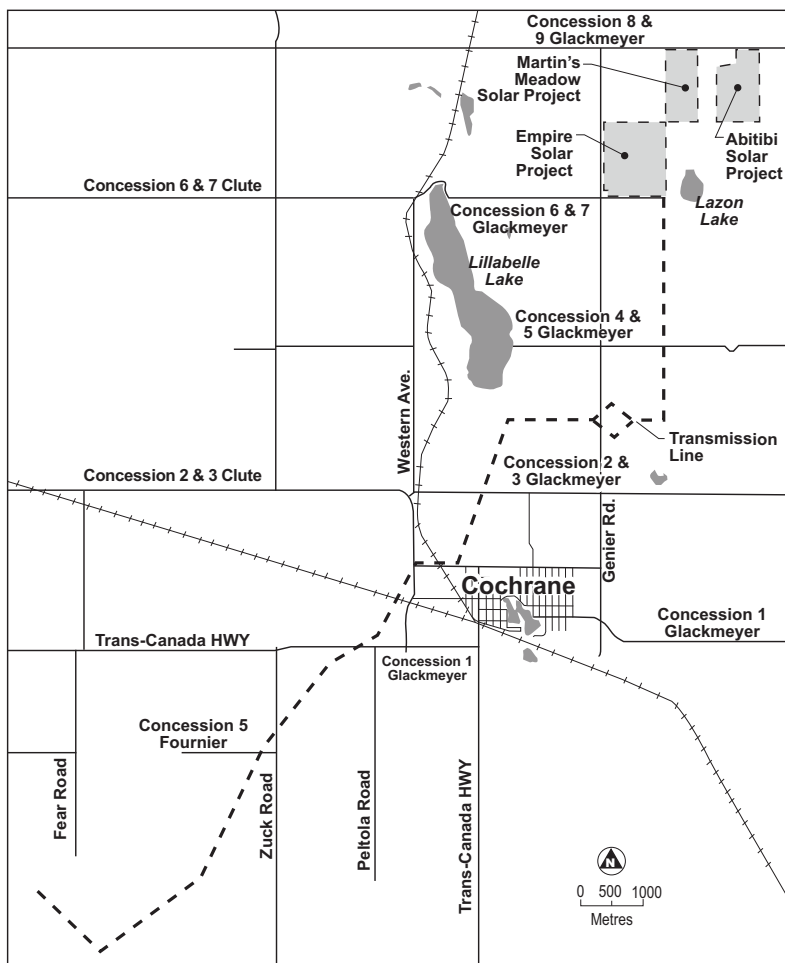 Concession 8 &
9 Glackmeyer
Martin's
Meadow
Solar Project
Empire
Solar
Project
Abitibi
Solar
Project
Concession 6 & 7 Clute
Concession 6 & 7
Glackmeyer
Lazon
Lake
Lillabelle
Lake
Concession 4 &
5 Glackmeyer
Western Ave.
Transmission
Line
Concession 2 & 3 Clute
Concession 2 &
3 Glackmeyer
Genier Rd.
Cochrane
Concession 1
Glackmeyer
Trans-Canada HWY
Concession 1
Glackmeyer
Concession 5
Fournier
Fear Road
Zuck Road
Peltola Road
Trans-Canada HWY
N
0 500 1000
Metres